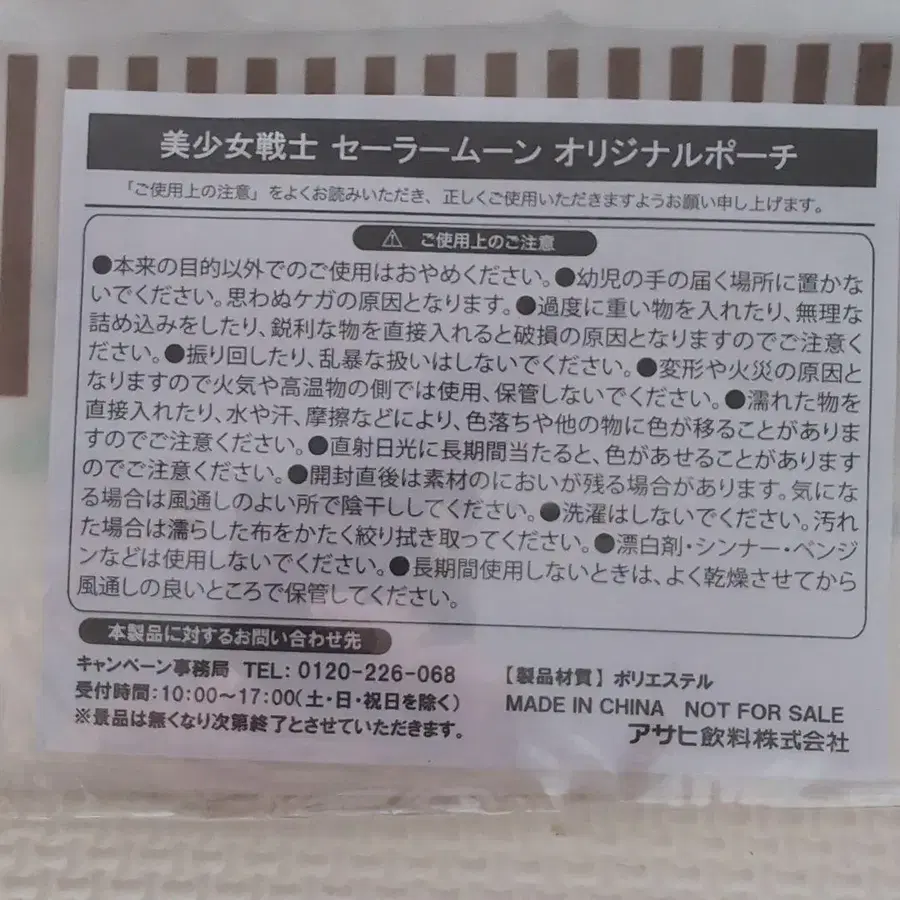 美少女戦士 セーラームーン オリジナルポーチ
「ご使用上の注意」をよくお読みいただき、正しくご使用いただきますようお願い申し上げます。
⚠ ご使用上のご注意
●本来の目的以外でのご使用はおやめください。●幼児の手の届く場所に置かな
いでください。思わぬケガの原因となります。●過度に重い物を入れたり、無理な
詰め込みをしたり、鋭利な物を直接入れると破損の原因となりますのでご注意く
ださい。●振り回したり、乱暴な扱いはしないでください。●変形や火災の原因と
なりますので火気や高温物の側では使用、保管しないでください。●濡れた物を
直接入れたり、水や汗、摩擦などにより、色落ちや他の物に色が移ることがありま
すのでご注意ください。●直射日光に長期間当たると、色があせることがあります
のでご注意ください。●開封直後は素材のにおいが残る場合があります。気にな
る場合は風通しのよい所で陰干ししてください。●洗濯はしないでください。汚れ
た場合は濡らした布をかたく絞り拭き取ってください。●漂白剤・シンナー・ベンジ
ンなどは使用しないでください。●長期間使用しないときは、よく乾燥させてから
風通しの良いところで保管してください。
本製品に対するお問い合わせ先
キャンペーン事務局 TEL: 0120-226-068
受付時間:10:00〜17:00(土・日・祝日を除く)
※景品は無くなり次第終了とさせていただきます。
【製品材質】ポリエステル
MADE IN CHINA NOT FOR SALE
アサヒ飲料株式会社